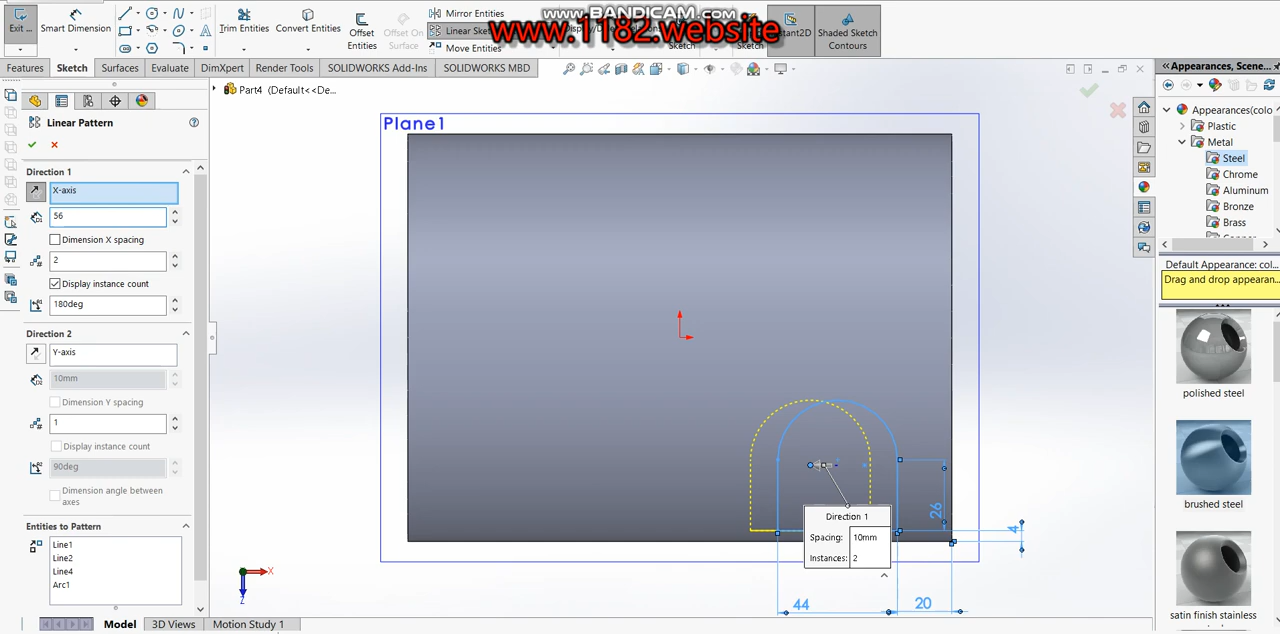 WWW.BANDICAM.COM
www.1182.website
Exit ...
Smart Dimension
Trim Entities
Convert Entities
Offset Entities
Offset On Surface
Mirror Entities
Linear Sket
Move Entities
Sketch
Instant2D
Shaded Sketch Contours
Features
Sketch
Surfaces
Evaluate
DimXpert
Render Tools
SOLIDWORKS Add-Ins
SOLIDWORKS MBD
Part4 (Default<<De...
Linear Pattern
Direction 1
X-axis
56
Dimension X spacing
2
Display instance count
180deg
Direction 2
Y-axis
10mm
Dimension Y spacing
1
Display instance count
90deg
Dimension angle between axes
Entities to Pattern
Line1
Line2
Line4
Arc1
Plane1
Direction 1
Spacing: 10mm
Instances: 2
26
4
44
20
X
Z
Model
3D Views
Motion Study 1
Appearances, Scene...
Appearances(colo
Plastic
Metal
Steel
Chrome
Aluminum
Bronze
Brass
Default Appearance: col...
Drag and drop appearan...
polished steel
brushed steel
satin finish stainless